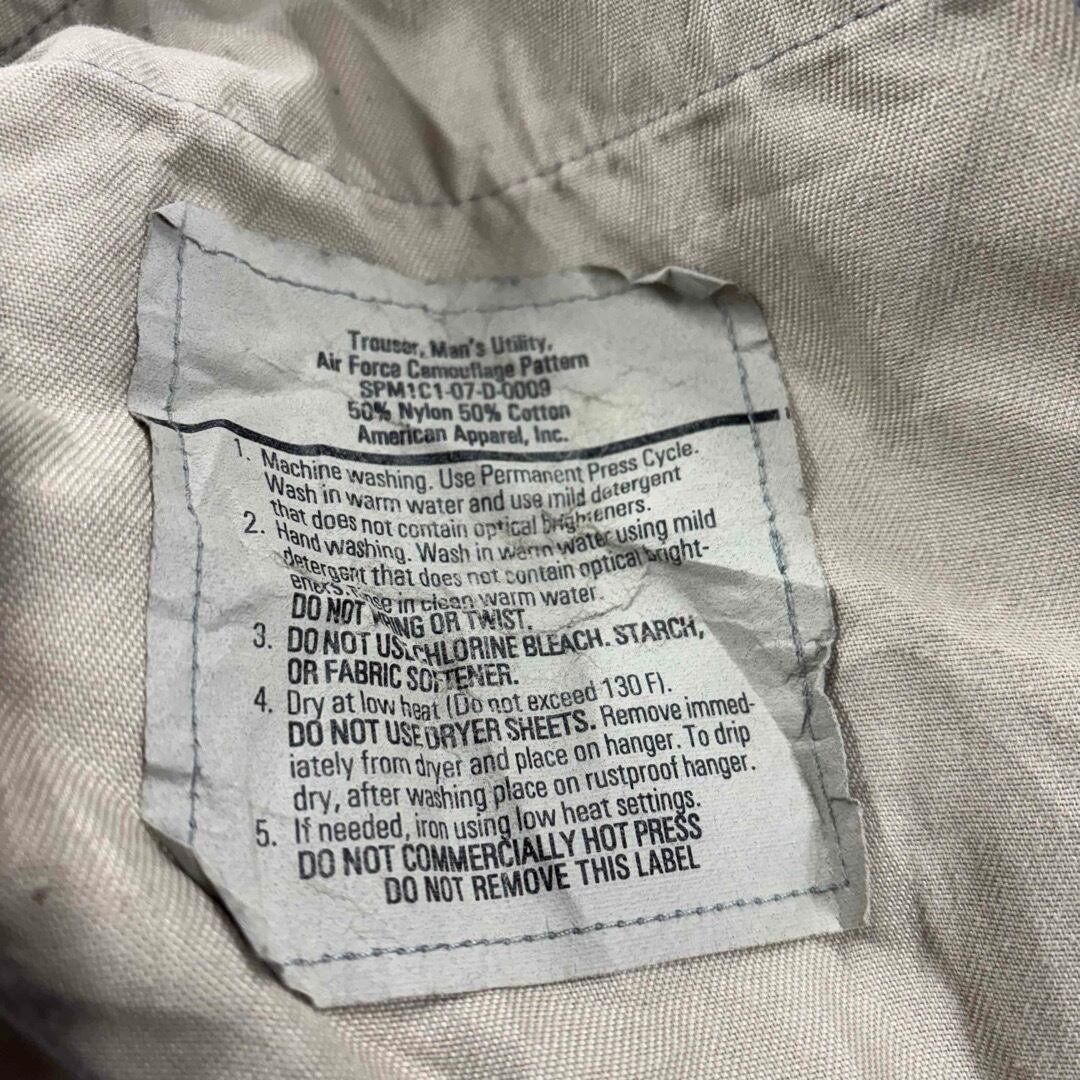 Trouser, Man's Utility,
Air Force Camouflage Pattern
SPM1C1-07-D-0009
50% Nylon 50% Cotton
American Apparel, Inc.
1. Machine washing. Use Permanent Press Cycle.
Wash in warm water and use mild detergent
that does not contain optical brighteners.
2. Hand washing. Wash in warm water using mild
detergent that does not contain optical bright-
eners. Rinse in clean warm water.
DO NOT WRING OR TWIST.
3. DO NOT USE CHLORINE BLEACH. STARCH,
OR FABRIC SOFTENER.
4. Dry at low heat (Do not exceed 130 F).
DO NOT USE DRYER SHEETS. Remove immed-
iately from dryer and place on hanger. To drip
dry, after washing place on rustproof hanger.
5. If needed, iron using low heat settings.
DO NOT COMMERCIALLY HOT PRESS
DO NOT REMOVE THIS LABEL